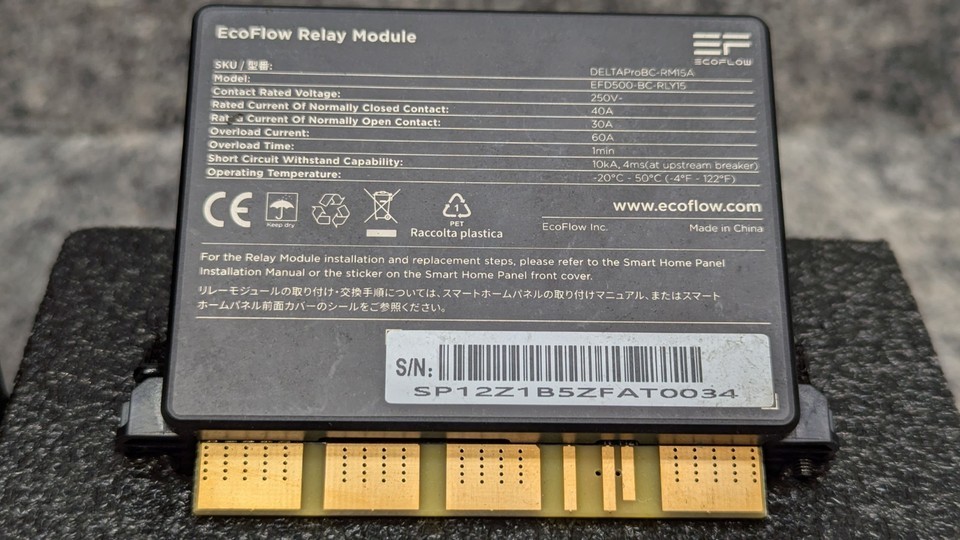 EcoFlow Relay Module
EF
ECOFLOW
SKU / 型番: DELTAProBC-RM15A
Model: EFD500-BC-RLY15
Contact Rated Voltage: 250V~
Rated Current Of Normally Closed Contact: 40A
Rated Current Of Normally Open Contact: 30A
Overload Current: 60A
Overload Time: 1min
Short Circuit Withstand Capability: 10kA, 4ms(at upstream breaker)
Operating Temperature: -20°C - 50°C (-4°F - 122°F)
CE
Keep dry
1
PET
Raccolta plastica
www.ecoflow.com
EcoFlow Inc. Made in China
For the Relay Module installation and replacement steps, please refer to the Smart Home Panel
Installation Manual or the sticker on the Smart Home Panel front cover.
リレーモジュールの取り付け・交換手順については、スマートホームパネルの取り付けマニュアル、またはスマート
ホームパネル前面カバーのシールをご参照ください。
S/N:
SP12Z1B5ZFAT0034